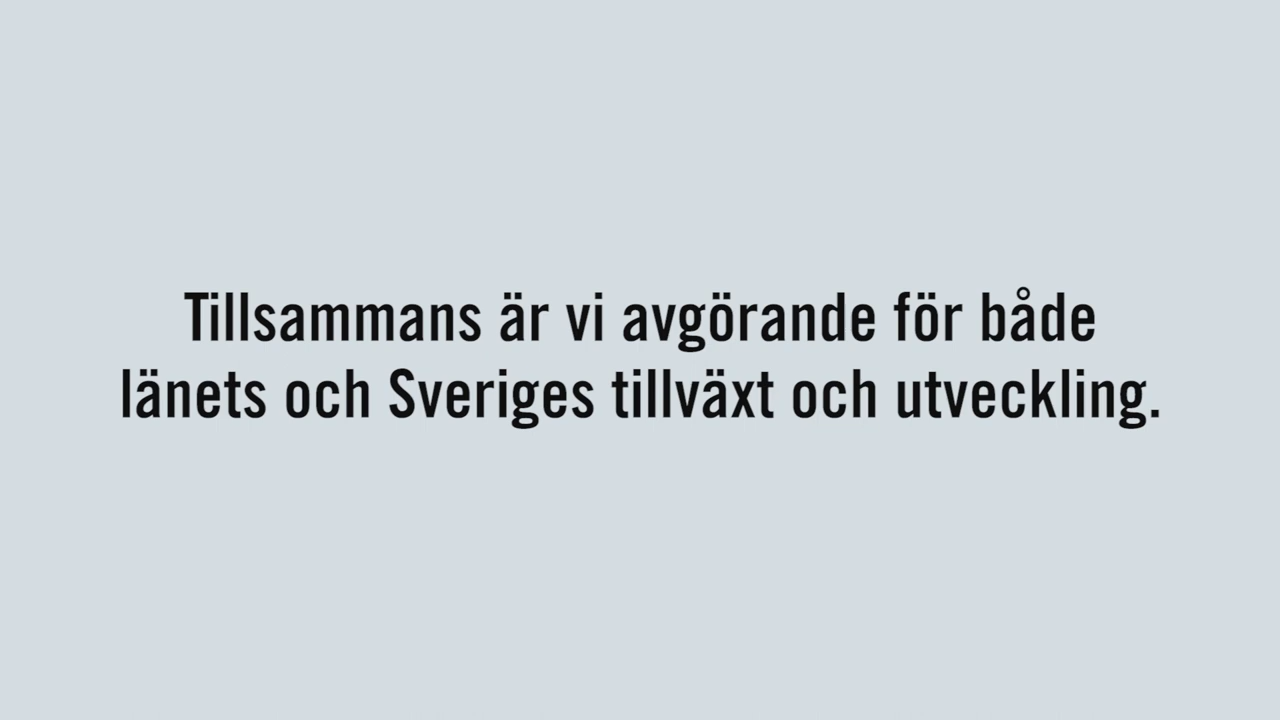 Tillsammans är vi avgörande för både
länets och Sveriges tillväxt och utveckling.